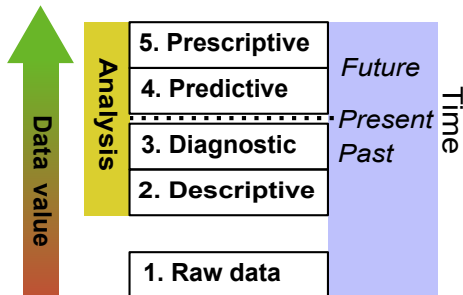 Data value
Analysis
5. Prescriptive
4. Predictive
3. Diagnostic
2. Descriptive
1. Raw data
Future
Present
Past
Time